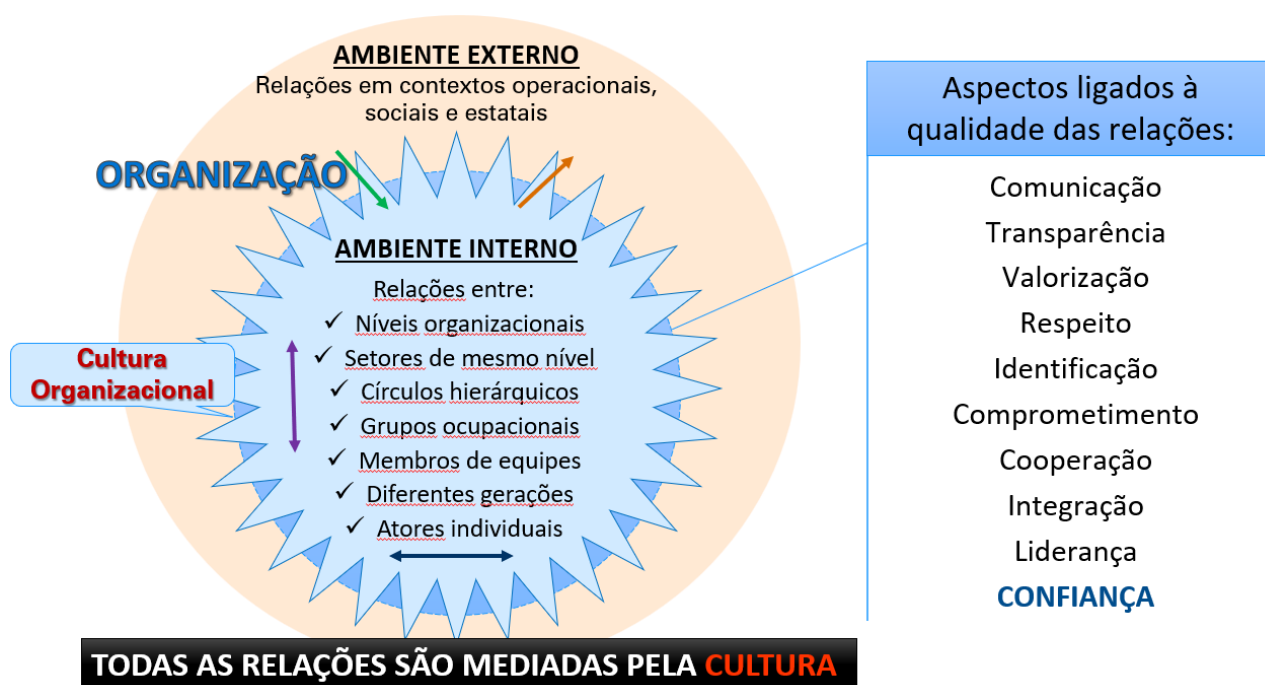 AMBIENTE EXTERNO
Relações em contextos operacionais,
sociais e estatais
ORGANIZAÇÃO
AMBIENTE INTERNO
Relações entre:
✓ Níveis organizacionais
✓ Setores de mesmo nível
✓ Círculos hierárquicos
✓ Grupos ocupacionais
✓ Membros de equipes
✓ Diferentes gerações
✓ Atores individuais
Cultura
Organizacional
TODAS AS RELAÇÕES SÃO MEDIADAS PELA CULTURA
Aspectos ligados à
qualidade das relações:
Comunicação
Transparência
Valorização
Respeito
Identificação
Comprometimento
Cooperação
Integração
Liderança
CONFIANÇA